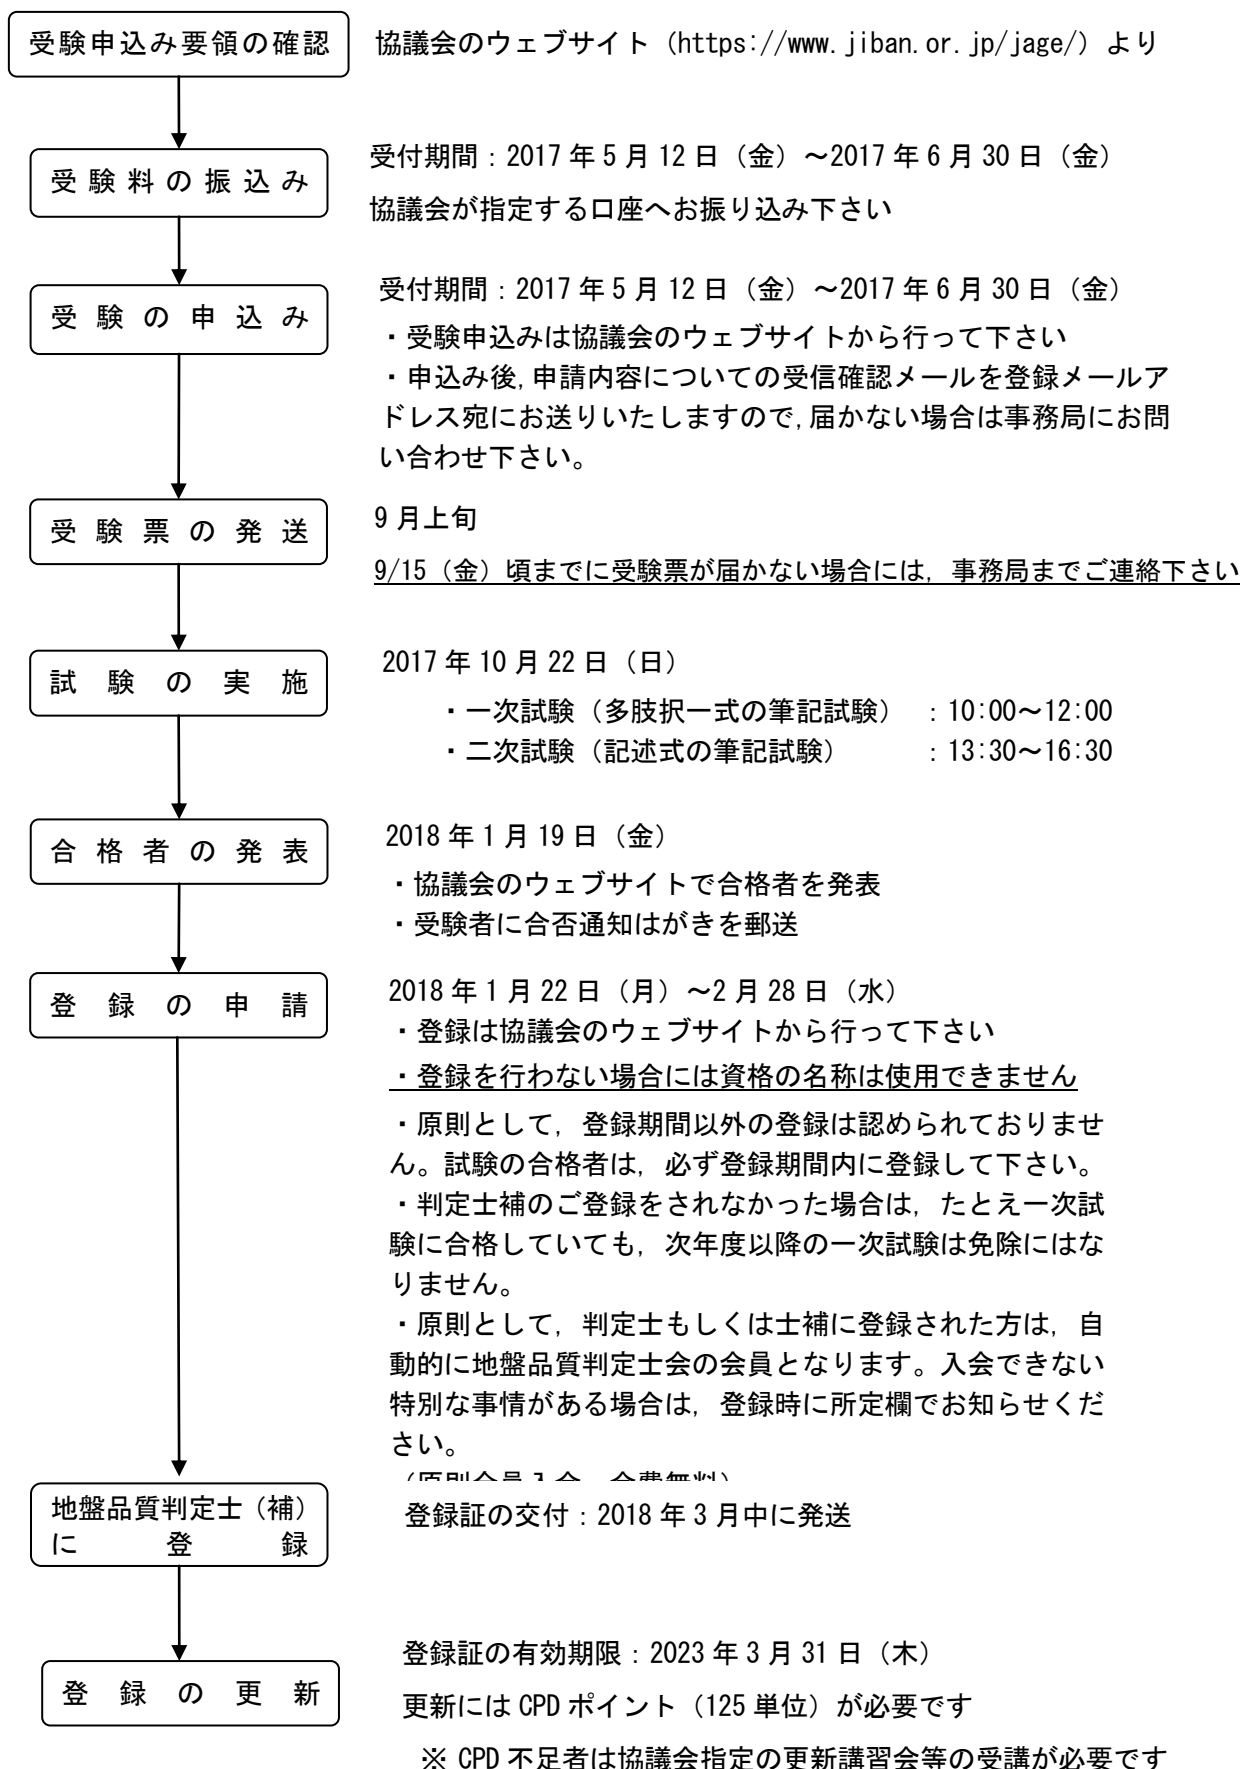 受験申込み要領の確認
協議会のウェブサイト（https://www.jiban.or.jp/jage/）より
受験料の振込み
受付期間：2017年5月12日（金）～2017年6月30日（金）
協議会が指定する口座へお振り込み下さい
受験の申込み
受付期間：2017年5月12日（金）～2017年6月30日（金）
・受験申込みは協議会のウェブサイトから行って下さい
・申込み後,申請内容についての受信確認メールを登録メールア
ドレス宛にお送りいたしますので,届かない場合は事務局にお問
い合わせ下さい。
受験票の発送
9月上旬
9/15（金）頃までに受験票が届かない場合には，事務局までご連絡下さい
試験の実施
2017年10月22日（日）
・一次試験（多肢択一式の筆記試験）　：10:00～12:00
・二次試験（記述式の筆記試験）　　　：13:30～16:30
合格者の発表
2018年1月19日（金）
・協議会のウェブサイトで合格者を発表
・受験者に合否通知はがきを郵送
登録の申請
2018年1月22日（月）～2月28日（水）
・登録は協議会のウェブサイトから行って下さい
・登録を行わない場合には資格の名称は使用できません
・原則として，登録期間以外の登録は認められておりませ
ん。試験の合格者は，必ず登録期間内に登録して下さい。
・判定士補のご登録をされなかった場合は，たとえ一次試
験に合格していても，次年度以降の一次試験は免除にはな
りません。
・原則として，判定士もしくは士補に登録された方は，自
動的に地盤品質判定士会の会員となります。入会できない
特別な事情がある場合は，登録時に所定欄でお知らせくだ
さい。
（原則会員入会，会費無料）
地盤品質判定士（補）
に登録
登録証の交付：2018年3月中に発送
登録の更新
登録証の有効期限：2023年3月31日（木）
更新にはCPDポイント（125単位）が必要です
※ CPD不足者は協議会指定の更新講習会等の受講が必要です